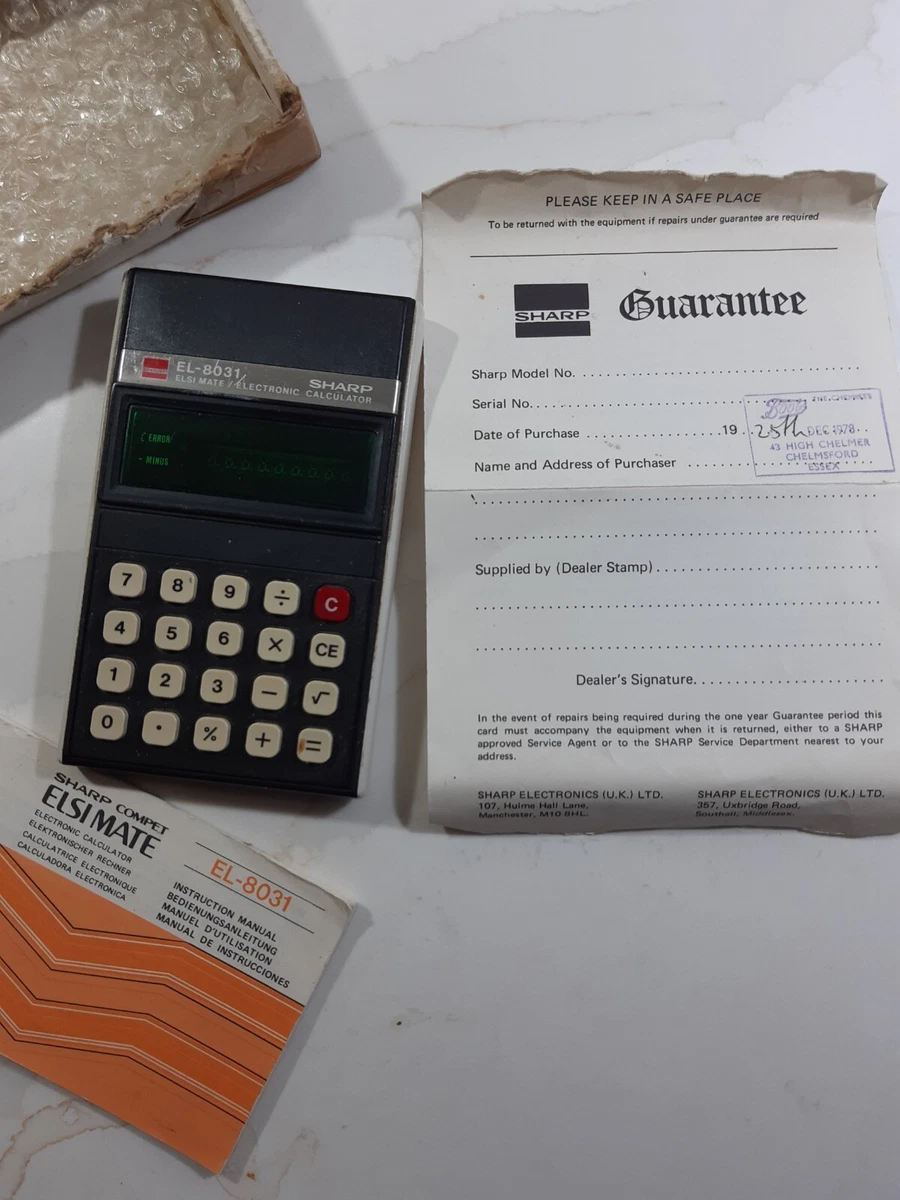 EL-8031
ELSI MATE / ELECTRONIC CALCULATOR SHARP
[ ERROR
- MINUS
7 8 9 ÷ C
4 5 6 × CE
1 2 3 − √
0 • % + =
SHARP COMPET
ELSI MATE
ELECTRONIC CALCULATOR
ELEKTRONISCHER RECHNER
CALCULATRICE ELECTRONIQUE
CALCULADORA ELECTRONICA
EL-8031
INSTRUCTION MANUAL
BEDIENUNGSANLEITUNG
MANUEL D'UTILISATION
MANUAL DE INSTRUCCIONES
PLEASE KEEP IN A SAFE PLACE
To be returned with the equipment if repairs under guarantee are required
SHARP Guarantee
Sharp Model No.
Serial No.
Date of Purchase 19
Name and Address of Purchaser
Boots
25th DEC 1978
43 HIGH CHELMER
CHELMSFORD
ESSEX
Supplied by (Dealer Stamp)
Dealer's Signature
In the event of repairs being required during the one year Guarantee period this
card must accompany the equipment when it is returned, either to a SHARP
approved Service Agent or to the SHARP Service Department nearest to your
address.
SHARP ELECTRONICS (U.K.) LTD.
107, Hulme Hall Lane,
Manchester, M10 8HL.
SHARP ELECTRONICS (U.K.) LTD.
357, Uxbridge Road,
Southall, Middlesex.